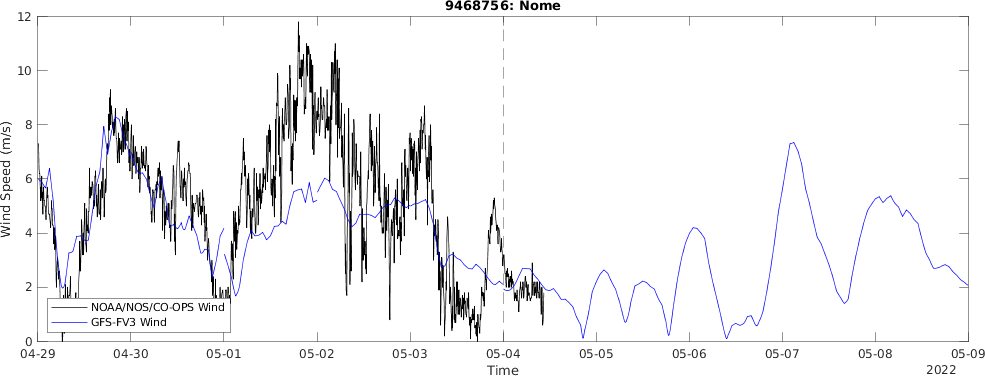 9468756: Nome
12
10
8
6
4
2
0
Wind Speed (m/s)
NOAA/NOS/CO-OPS Wind
GFS-FV3 Wind
04-29 04-30 05-01 05-02 05-03 05-04 05-05 05-06 05-07 05-08 05-09
Time
2022